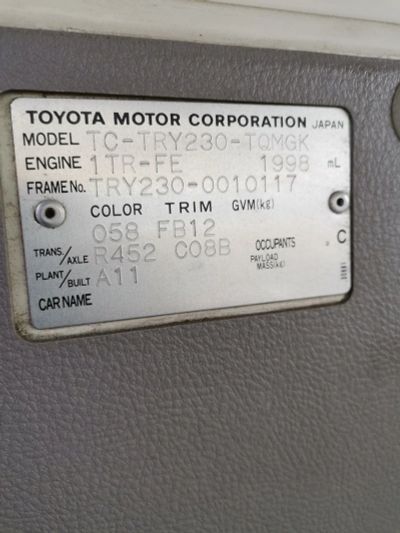 TOYOTA MOTOR CORPORATION JAPAN
MODEL TC-TRY230-TQMGK
ENGINE 1TR-FE 1998 mL
FRAME No. TRY230-0010117
COLOR TRIM GVM(kg)
058 FB12
TRANS/AXLE R452 C08B OCCUPANTS C
PLANT/BUILT A11 PAYLOAD MASS(kg)
CAR NAME